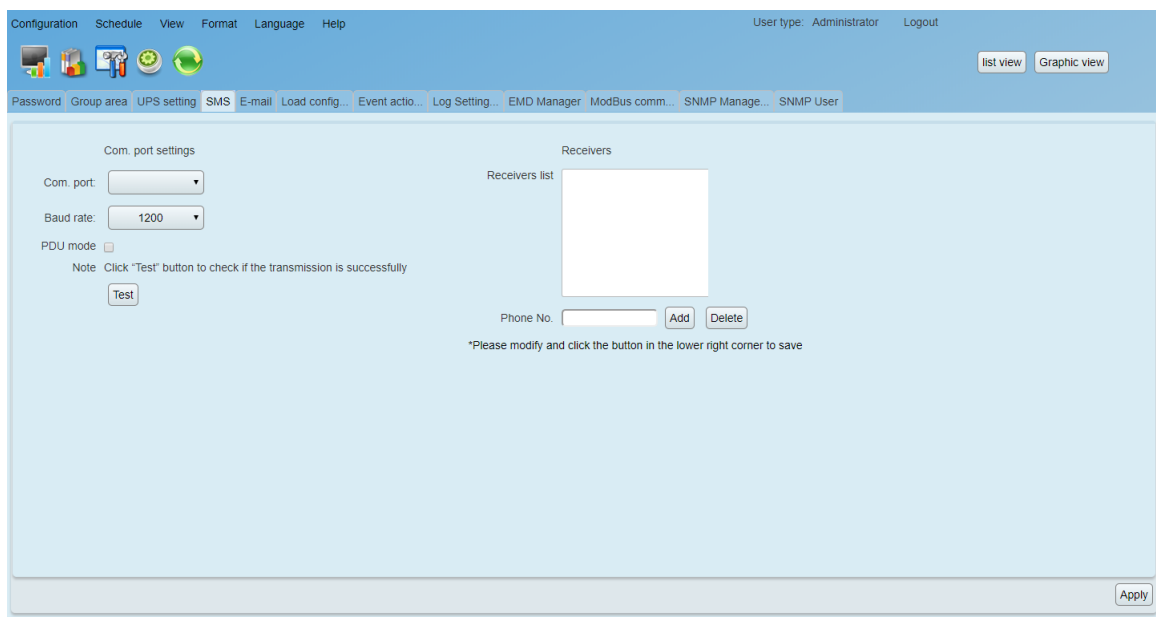 Configuration Schedule View Format Language Help User type: Administrator Logout
list view Graphic view
Password Group area UPS setting SMS E-mail Load config... Event actio... Log Setting... EMD Manager ModBus comm... SNMP Manage... SNMP User
Com. port settings
Com. port:
Baud rate: 1200
PDU mode
Note Click "Test" button to check if the transmission is successfully
Test
Receivers
Receivers list
Phone No. Add Delete
*Please modify and click the button in the lower right corner to save
Apply